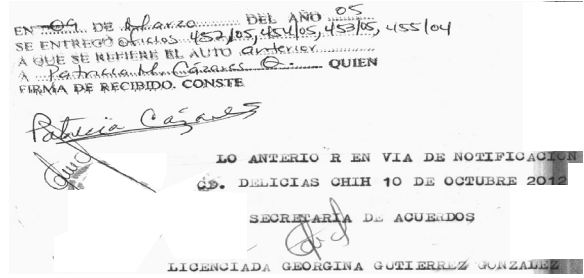 EN 09 DE Marzo DEL AÑO 05
SE ENTREGO Oficios 452/05, 454/05, 453/05, 455/04
A QUE SE REFIERE EL AUTO anterior
A Patricia M. Cázares O. QUIEN
FIRMA DE RECIBIDO. CONSTE
Patricia Cázares
LO ANTERIO R EN VIA DE NOTIFICACION
CD. DELICIAS CHIH 10 DE OCTUBRE 2012
SECRETARIA DE ACUERDOS
LICENCIADA GEORGINA GUTIERREZ GONZALEZ